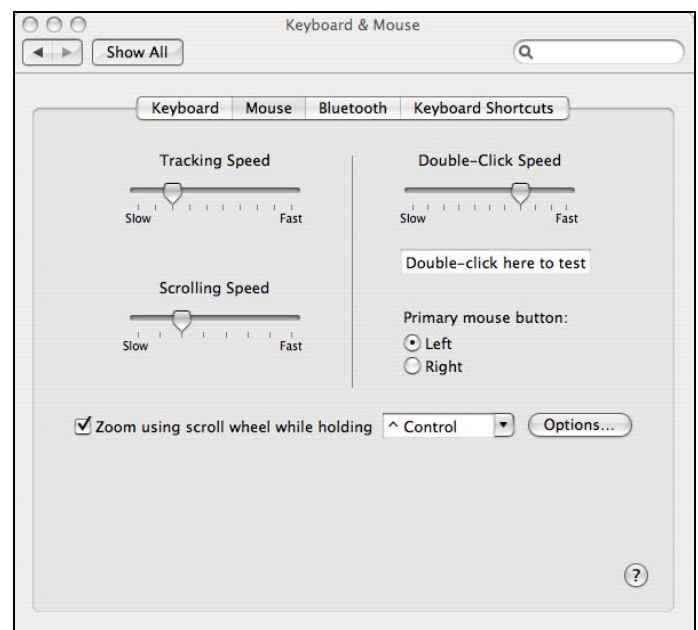 Keyboard & Mouse
Show All
Keyboard Mouse Bluetooth Keyboard Shortcuts
Tracking Speed
Slow Fast
Double-Click Speed
Slow Fast
Double-click here to test
Scrolling Speed
Slow Fast
Primary mouse button:
Left
Right
Zoom using scroll wheel while holding ^ Control Options...
?